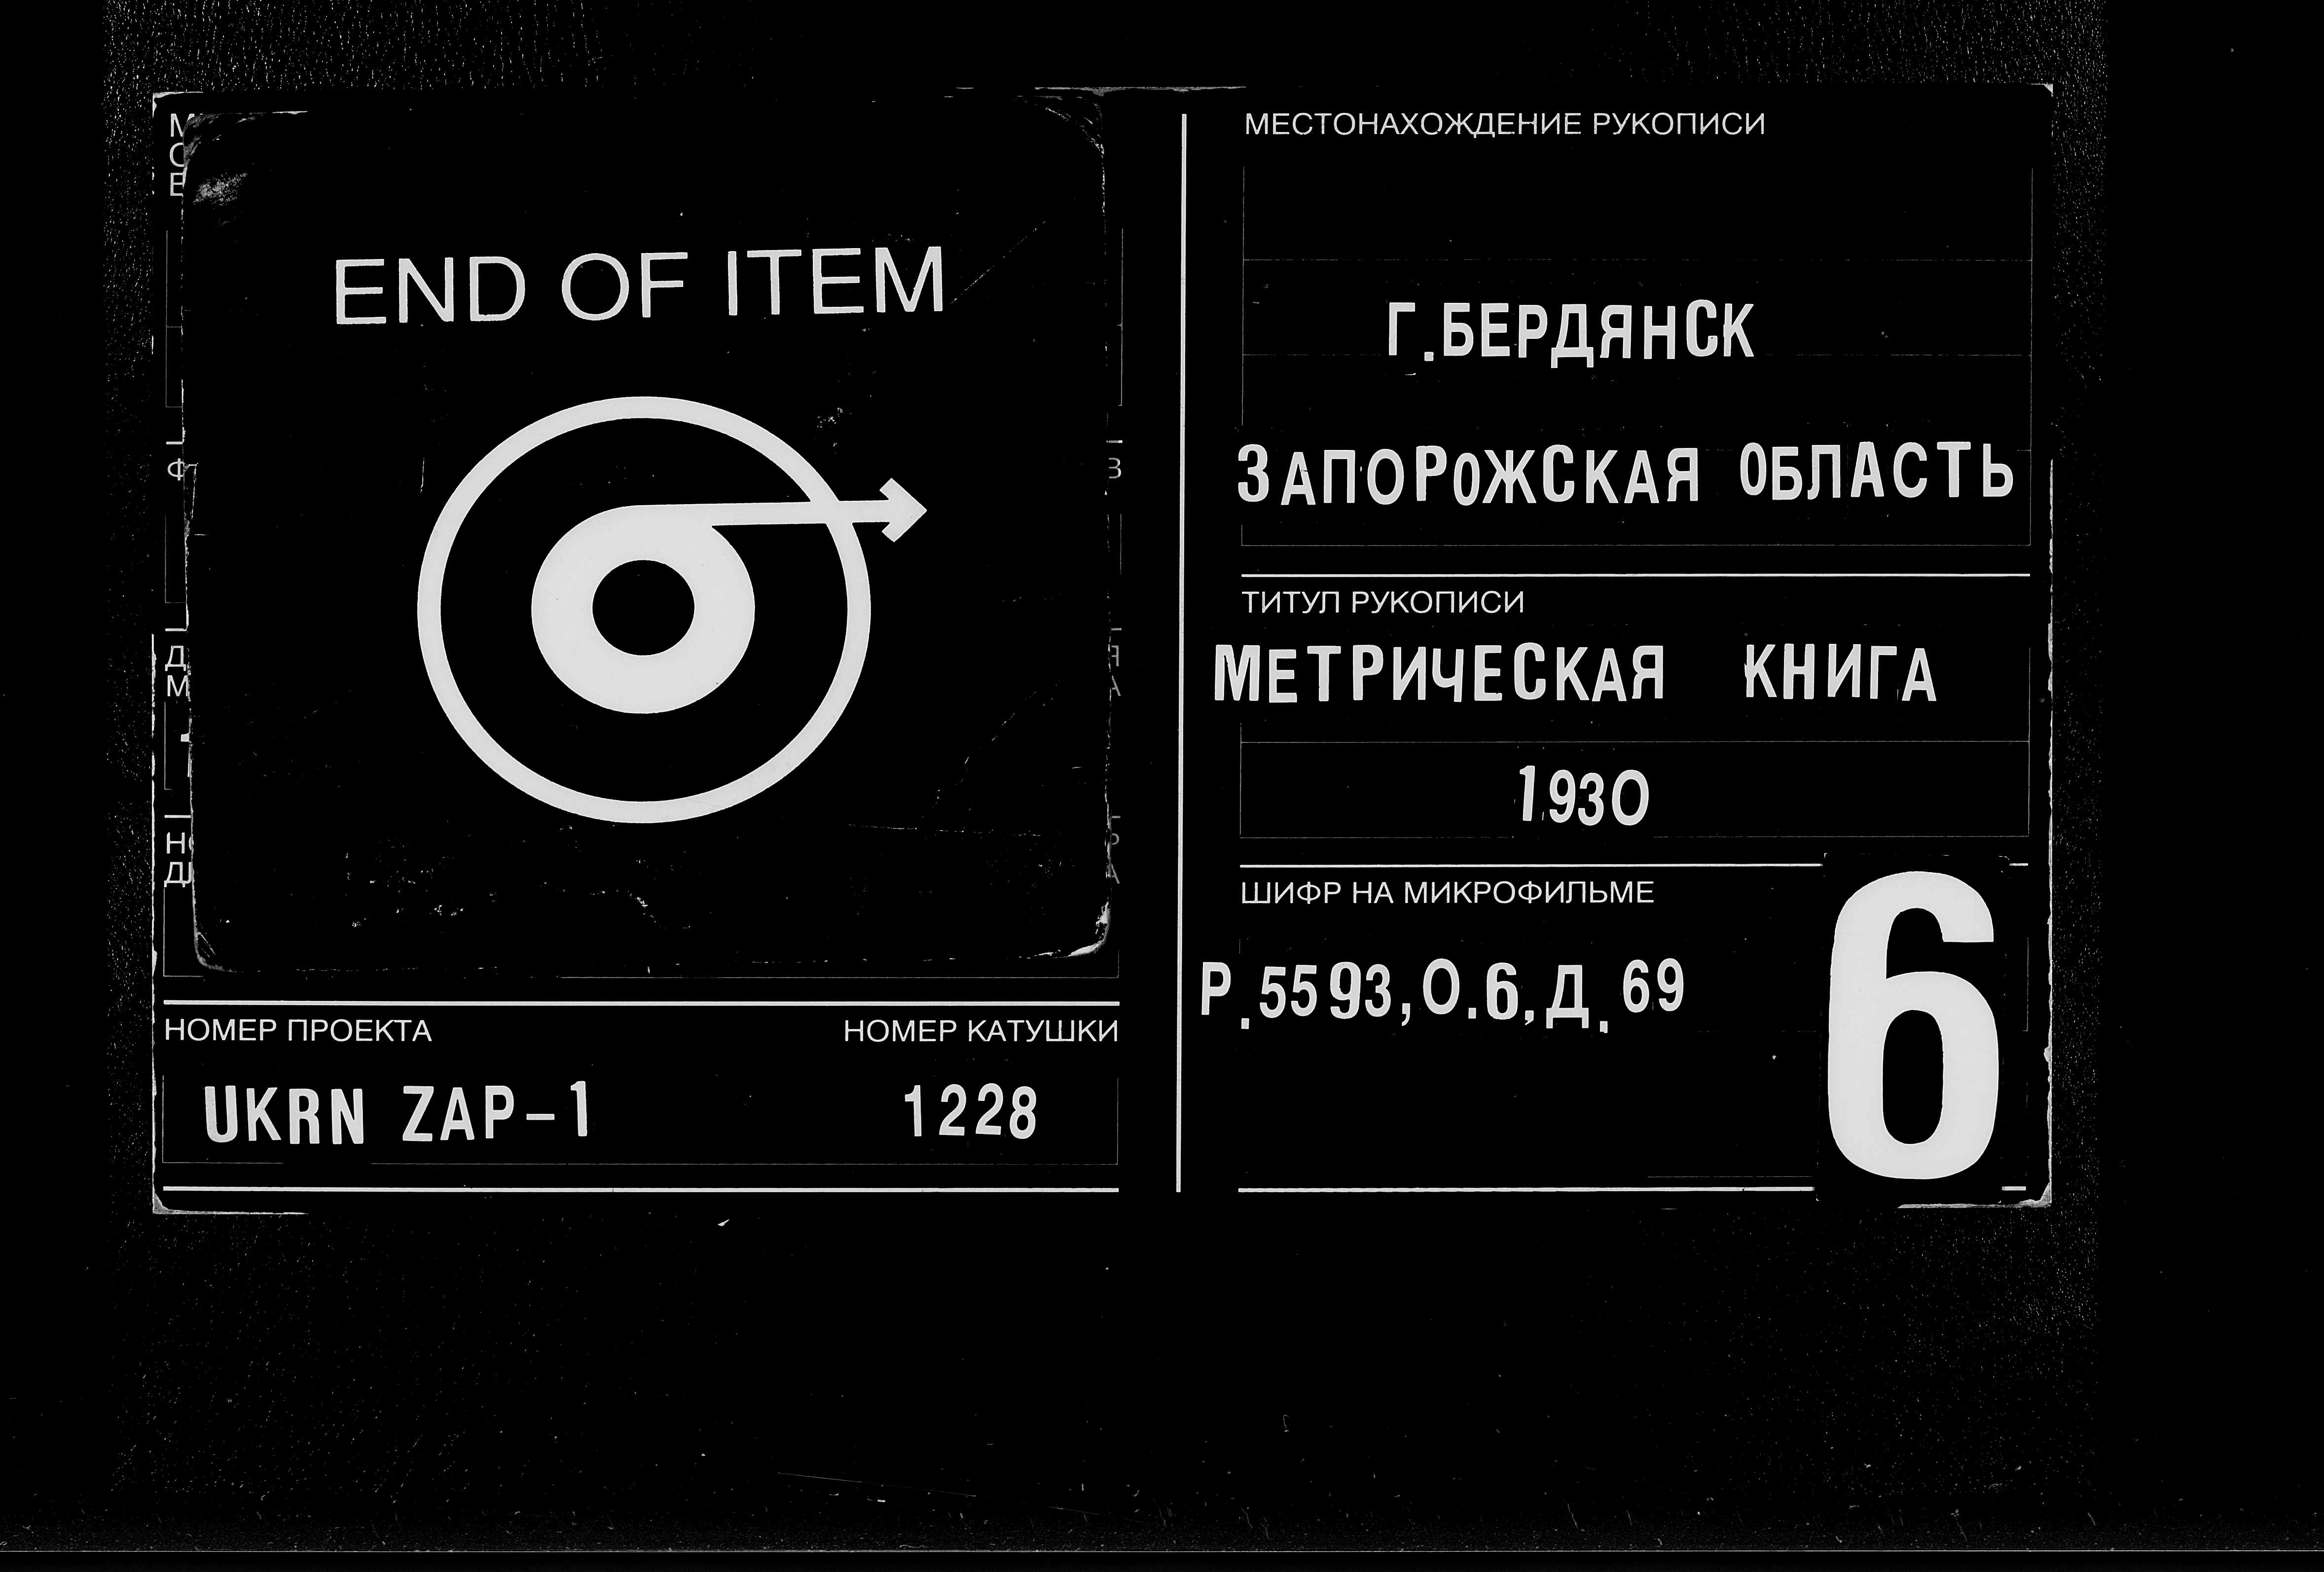 END OF ITEM
НОМЕР ПРОЕКТА НОМЕР КАТУШКИ
UKRN ZAP-1 1228
МЕСТОНАХОЖДЕНИЕ РУКОПИСИ
Г.БЕРДЯНСК
ЗАПОРОЖСКАЯ ОБЛАСТЬ
ТИТУЛ РУКОПИСИ
МЕТРИЧЕСКАЯ КНИГА
1930
ШИФР НА МИКРОФИЛЬМЕ
Р.5593,О.6,Д.69
6